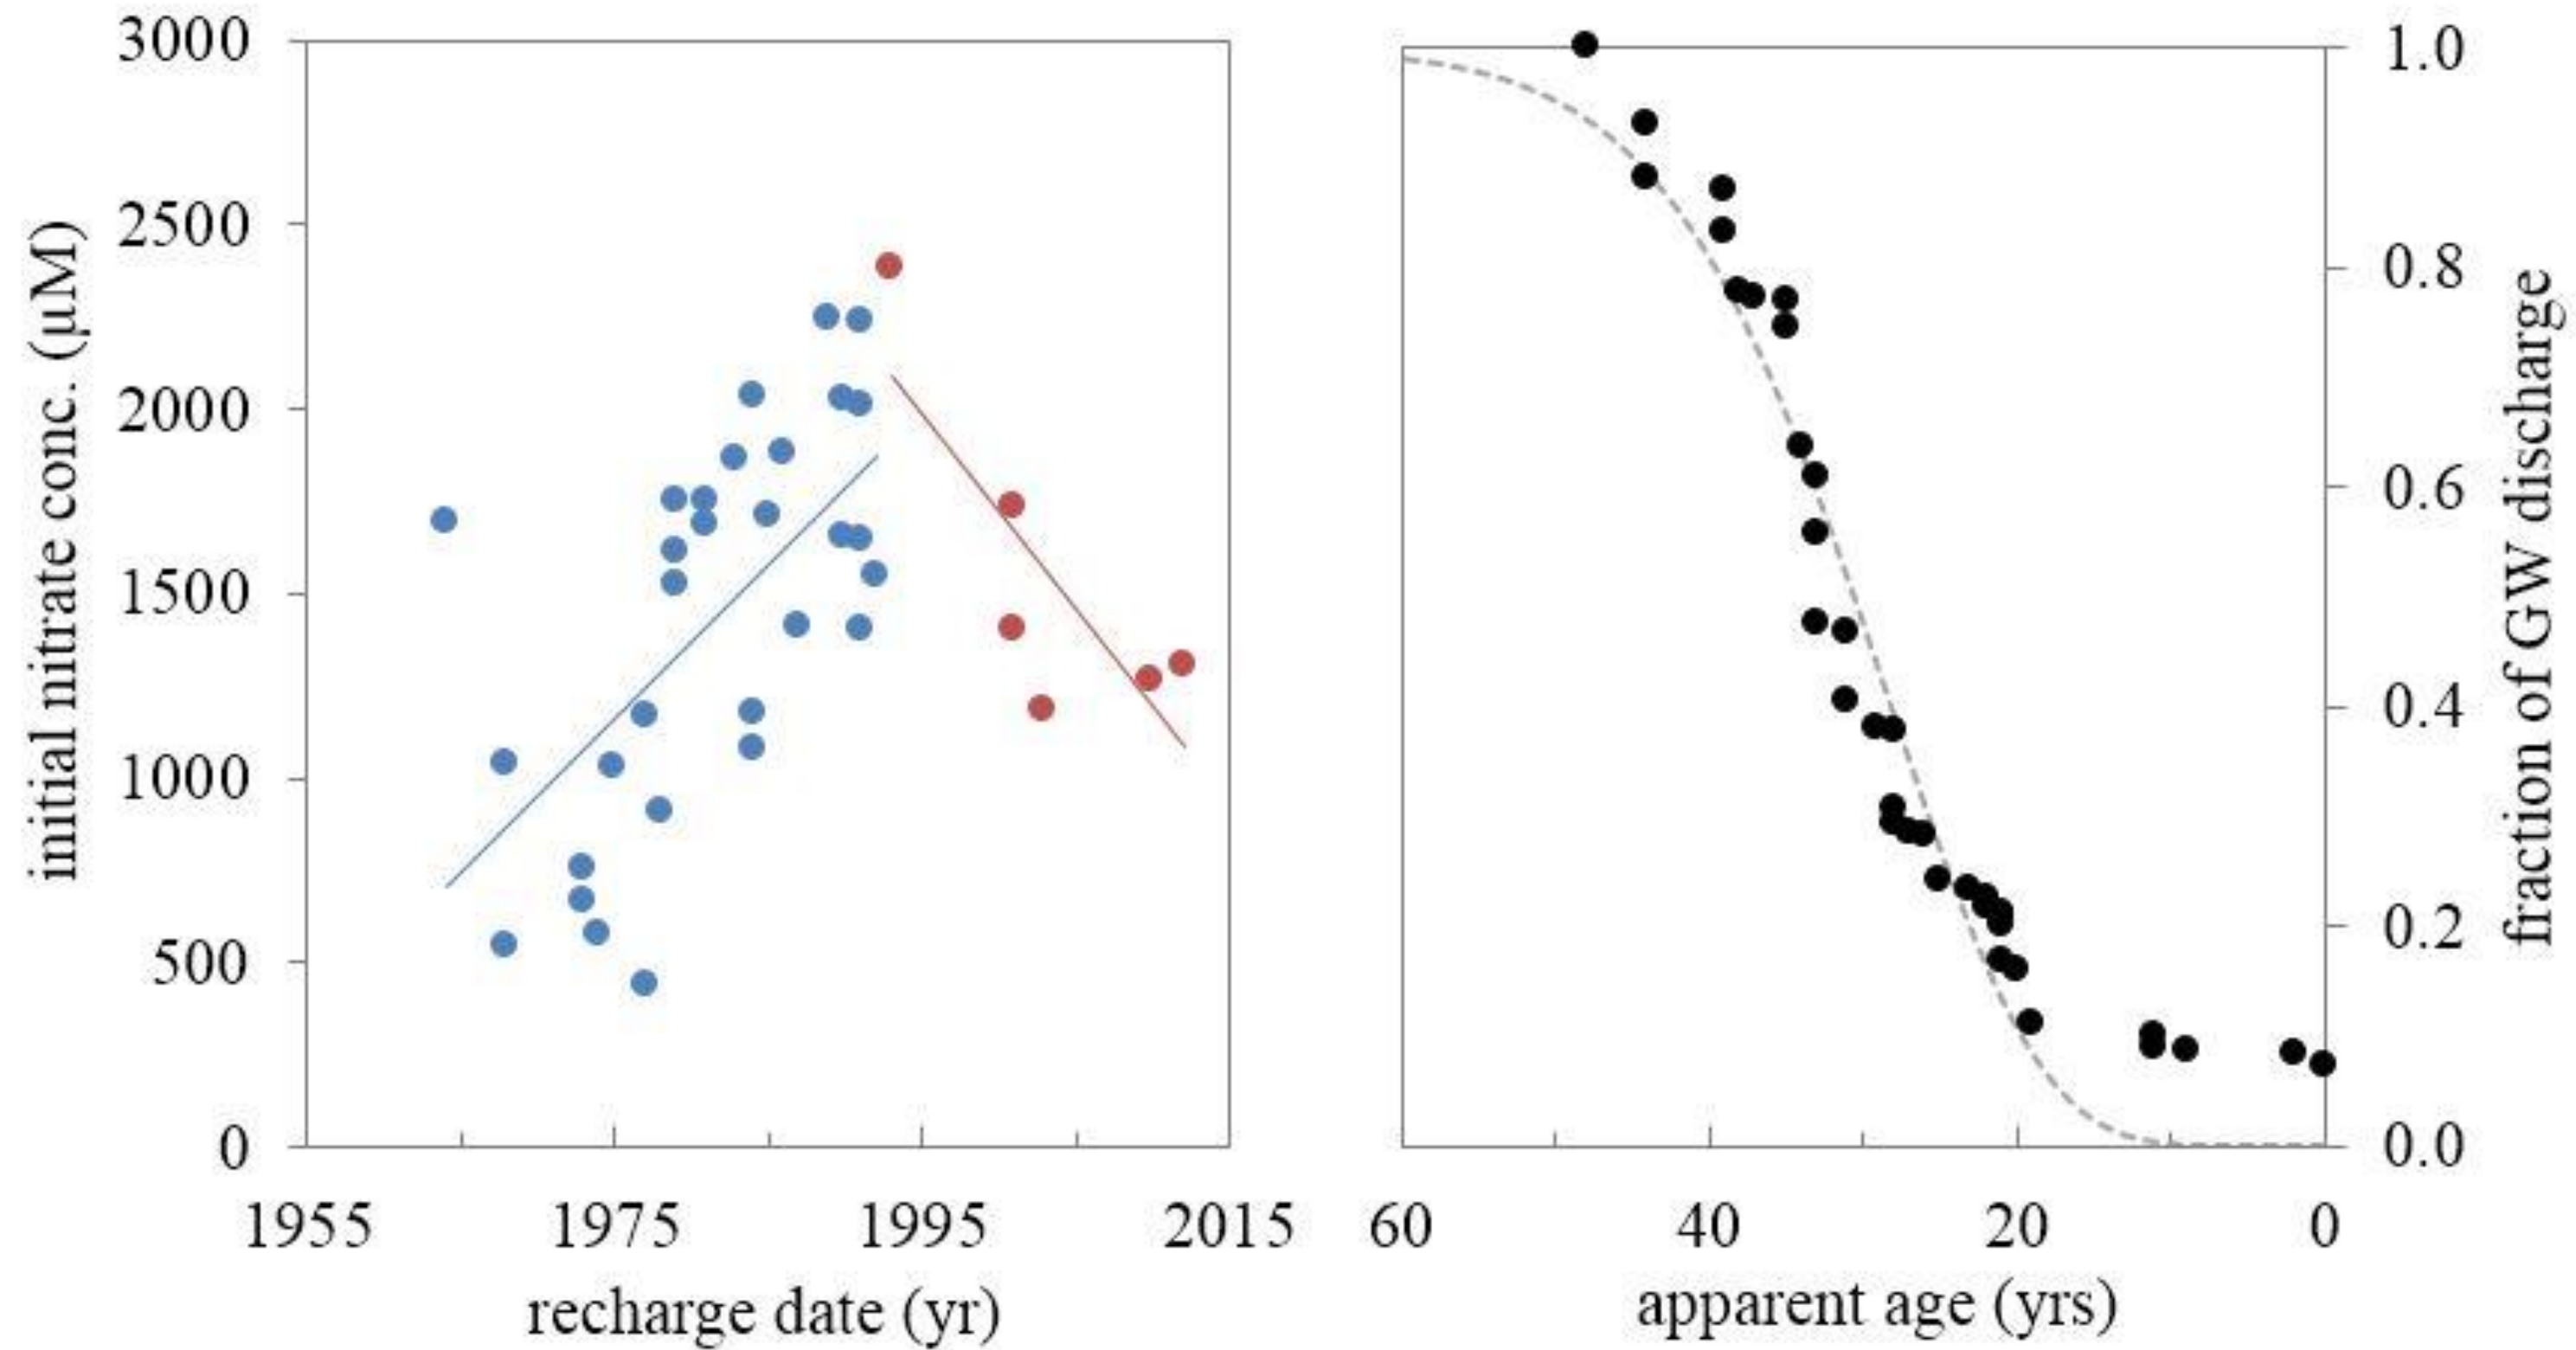 initial nitrate conc. (µM)
3000
2500
2000
1500
1000
500
0
1955 1975 1995 2015
recharge date (yr)
60 40 20 0
apparent age (yrs)
1.0
0.8
0.6
0.4
0.2
0.0
fraction of GW discharge